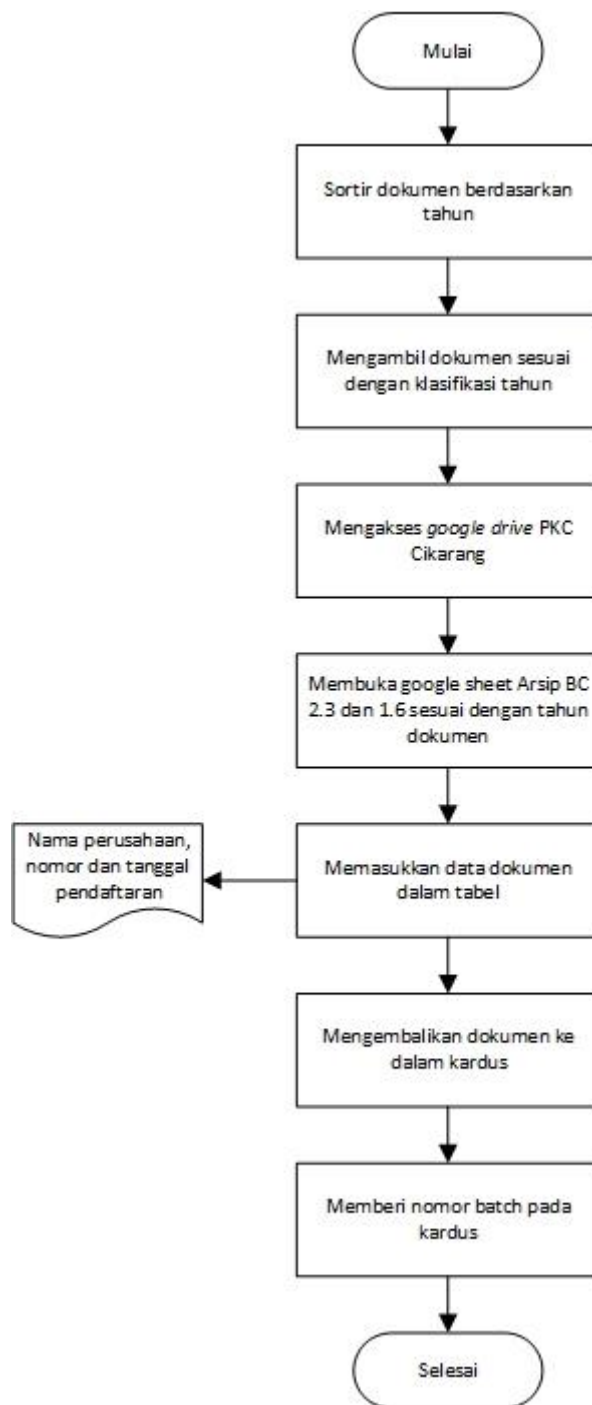 Mulai
Sortir dokumen berdasarkan
tahun
Mengambil dokumen sesuai
dengan klasifikasi tahun
Mengakses google drive PKC
Cikarang
Membuka google sheet Arsip BC
2.3 dan 1.6 sesuai dengan tahun
dokumen
Nama perusahaan,
nomor dan tanggal
pendaftaran
Memasukkan data dokumen
dalam tabel
Mengembalikan dokumen ke
dalam kardus
Memberi nomor batch pada
kardus
Selesai